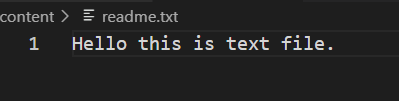 content > readme.txt
1 Hello this is text file.